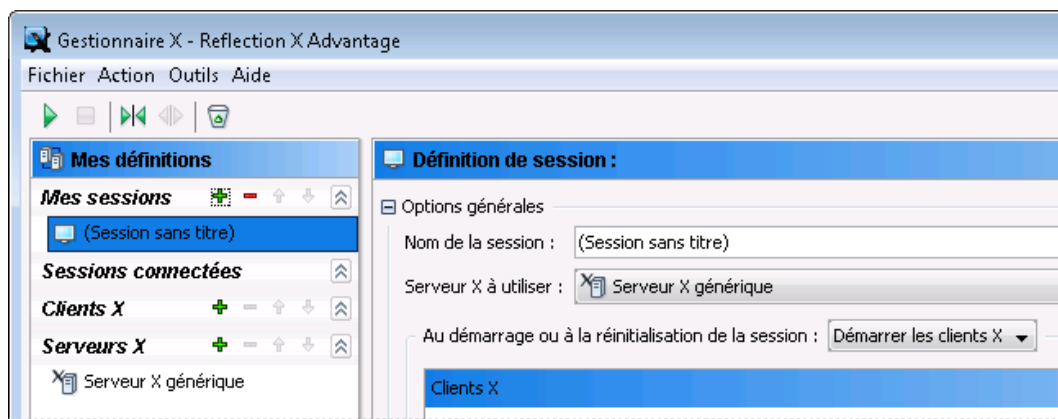 Gestionnaire X - Reflection X Advantage
Fichier Action Outils Aide
Mes définitions
Mes sessions
(Session sans titre)
Sessions connectées
Clients X
Serveurs X
Serveur X générique
Définition de session :
Options générales
Nom de la session : (Session sans titre)
Serveur X à utiliser : Serveur X générique
Au démarrage ou à la réinitialisation de la session : Démarrer les clients X
Clients X